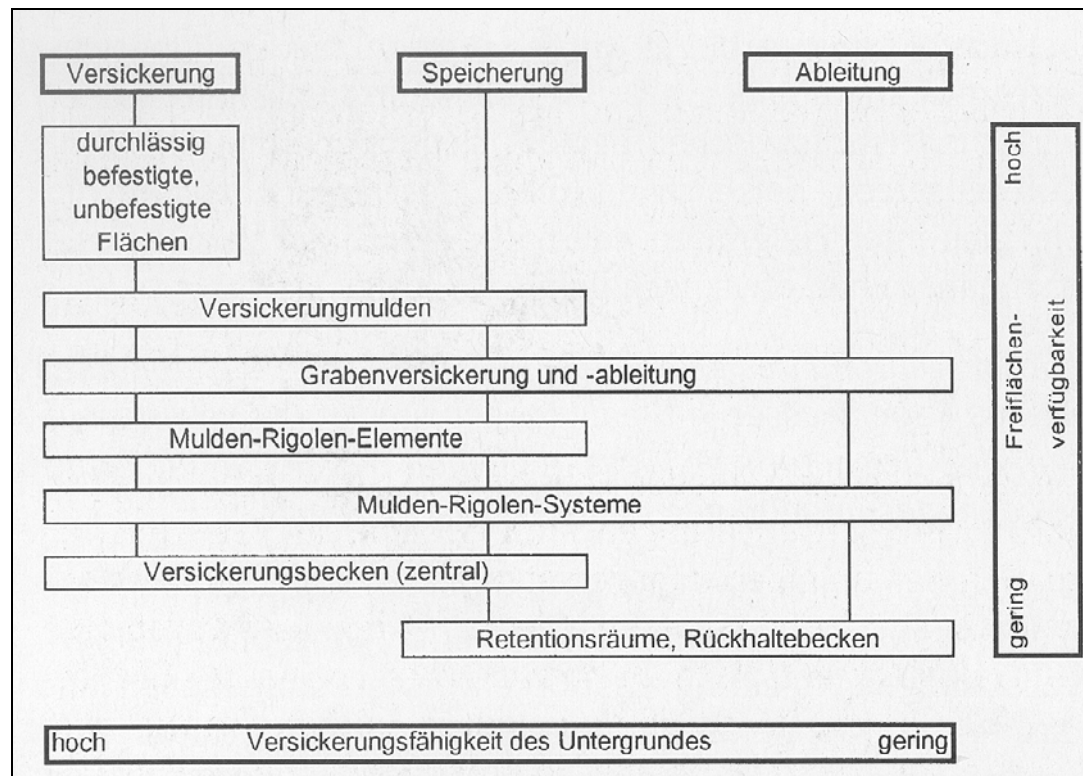 Versickerung
Speicherung
Ableitung
durchlässig
befestigte,
unbefestigte
Flächen
Versickerungmulden
Grabenversickerung und -ableitung
Mulden-Rigolen-Elemente
Mulden-Rigolen-Systeme
Versickerungsbecken (zentral)
Retentionsräume, Rückhaltebecken
hoch
Freiflächen-
verfügbarkeit
gering
hoch Versickerungsfähigkeit des Untergrundes gering